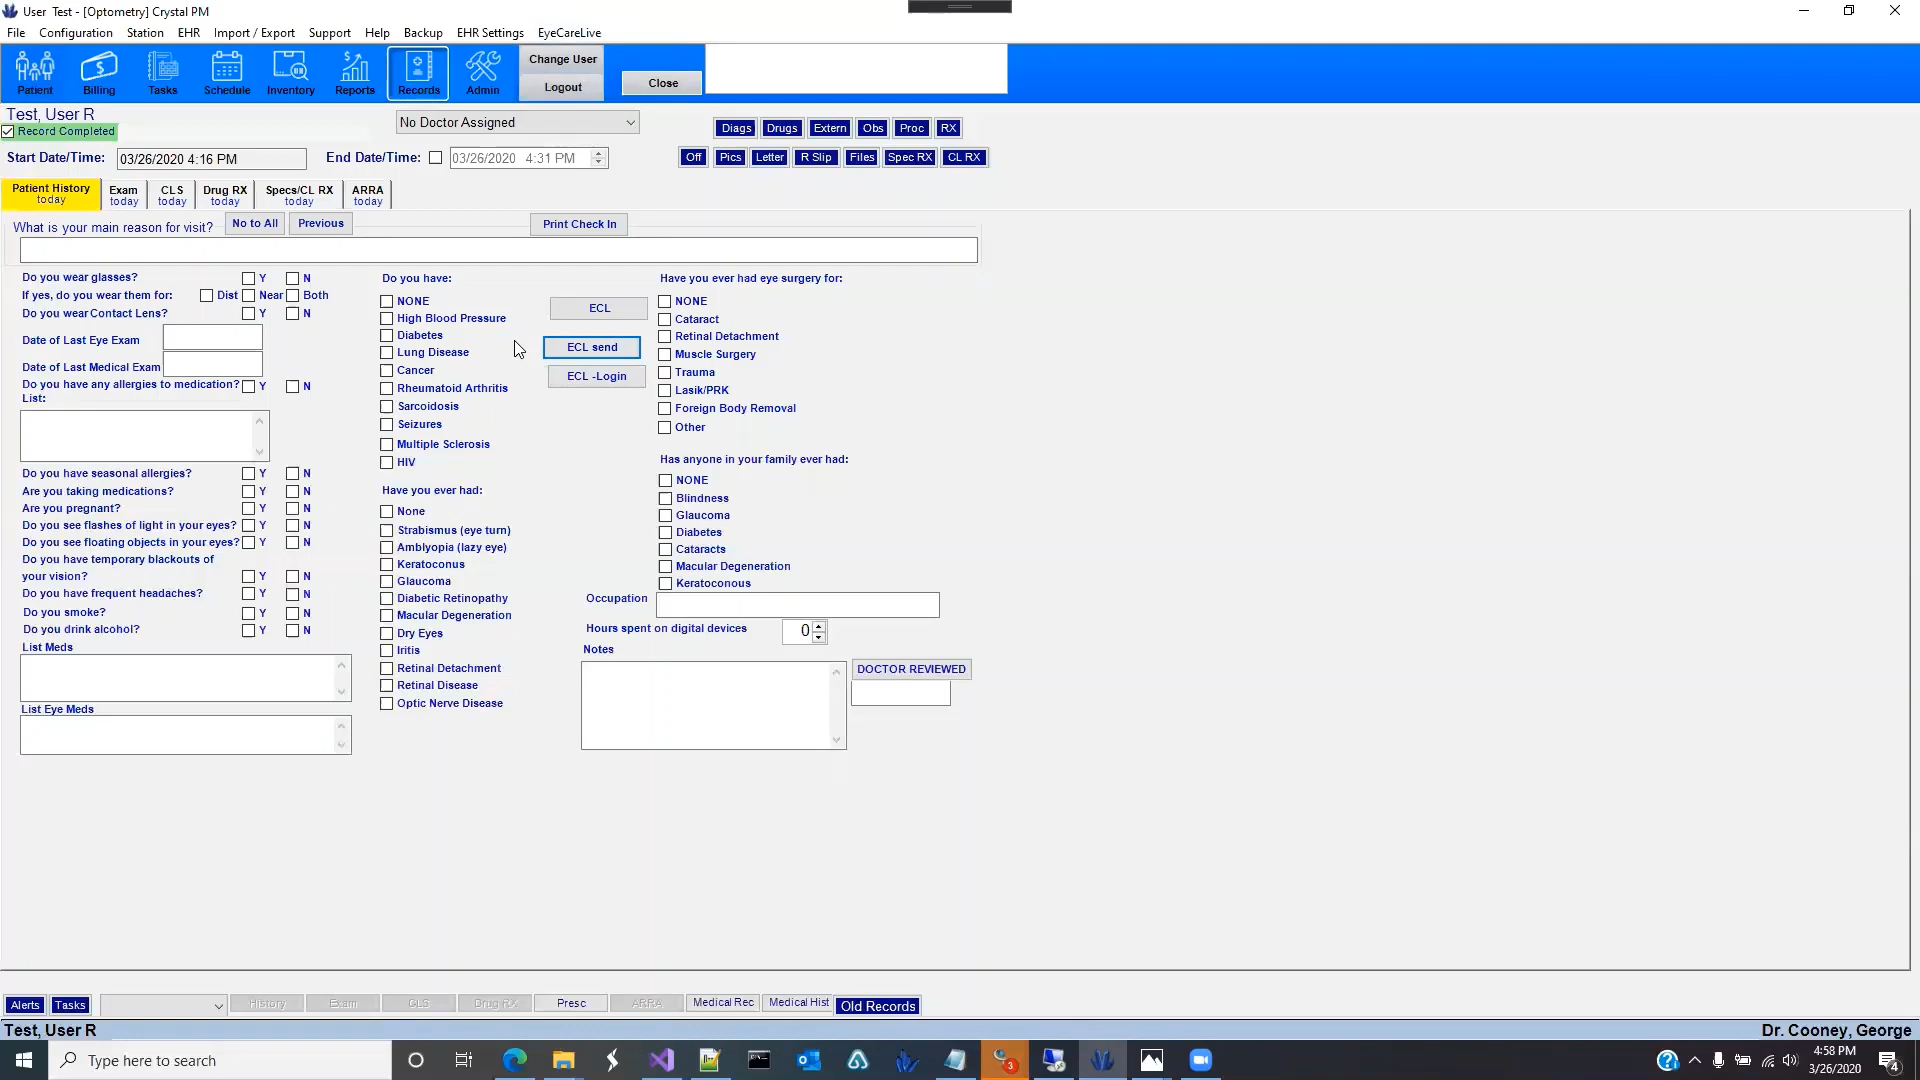 User Test - [Optometry] Crystal PM
File Configuration Station EHR Import / Export Support Help Backup EHR Settings EyeCareLive
Patient Billing Tasks Schedule Inventory Reports Records Admin
Change User
Logout
Close
Test, User R
Record Completed
No Doctor Assigned
Diags Drugs Extern Obs Proc RX
Start Date/Time: 03/26/2020 4:16 PM End Date/Time: 03/26/2020 4:31 PM
Off Pics Letter R Slip Files Spec RX CL RX
Patient History Exam CLS Drug RX Specs/CL RX ARRA
today today today today today today
What is your main reason for visit? No to All Previous Print Check In
Do you wear glasses? Y N
If yes, do you wear them for: Dist Near Both
Do you wear Contact Lens? Y N
Date of Last Eye Exam
Date of Last Medical Exam
Do you have any allergies to medication? Y N
List:
Do you have seasonal allergies? Y N
Are you taking medications? Y N
Are you pregnant? Y N
Do you see flashes of light in your eyes? Y N
Do you see floating objects in your eyes? Y N
Do you have temporary blackouts of
your vision? Y N
Do you have frequent headaches? Y N
Do you smoke? Y N
Do you drink alcohol? Y N
List Meds
List Eye Meds
Do you have:
NONE
High Blood Pressure
Diabetes
Lung Disease
Cancer
Rheumatoid Arthritis
Sarcoidosis
Seizures
Multiple Sclerosis
HIV
ECL
ECL send
ECL -Login
Have you ever had:
None
Strabismus (eye turn)
Amblyopia (lazy eye)
Keratoconus
Glaucoma
Diabetic Retinopathy
Macular Degeneration
Dry Eyes
Iritis
Retinal Detachment
Retinal Disease
Optic Nerve Disease
Have you ever had eye surgery for:
NONE
Cataract
Retinal Detachment
Muscle Surgery
Trauma
Lasik/PRK
Foreign Body Removal
Other
Has anyone in your family ever had:
NONE
Blindness
Glaucoma
Diabetes
Cataracts
Macular Degeneration
Keratoconous
Occupation
Hours spent on digital devices 0
Notes
DOCTOR REVIEWED
Alerts Tasks History Exam CLS Drug RX Presc ARRA Medical Rec Medical Hist Old Records
Test, User R Dr. Cooney, George
Type here to search
3
4:58 PM
3/26/2020
4